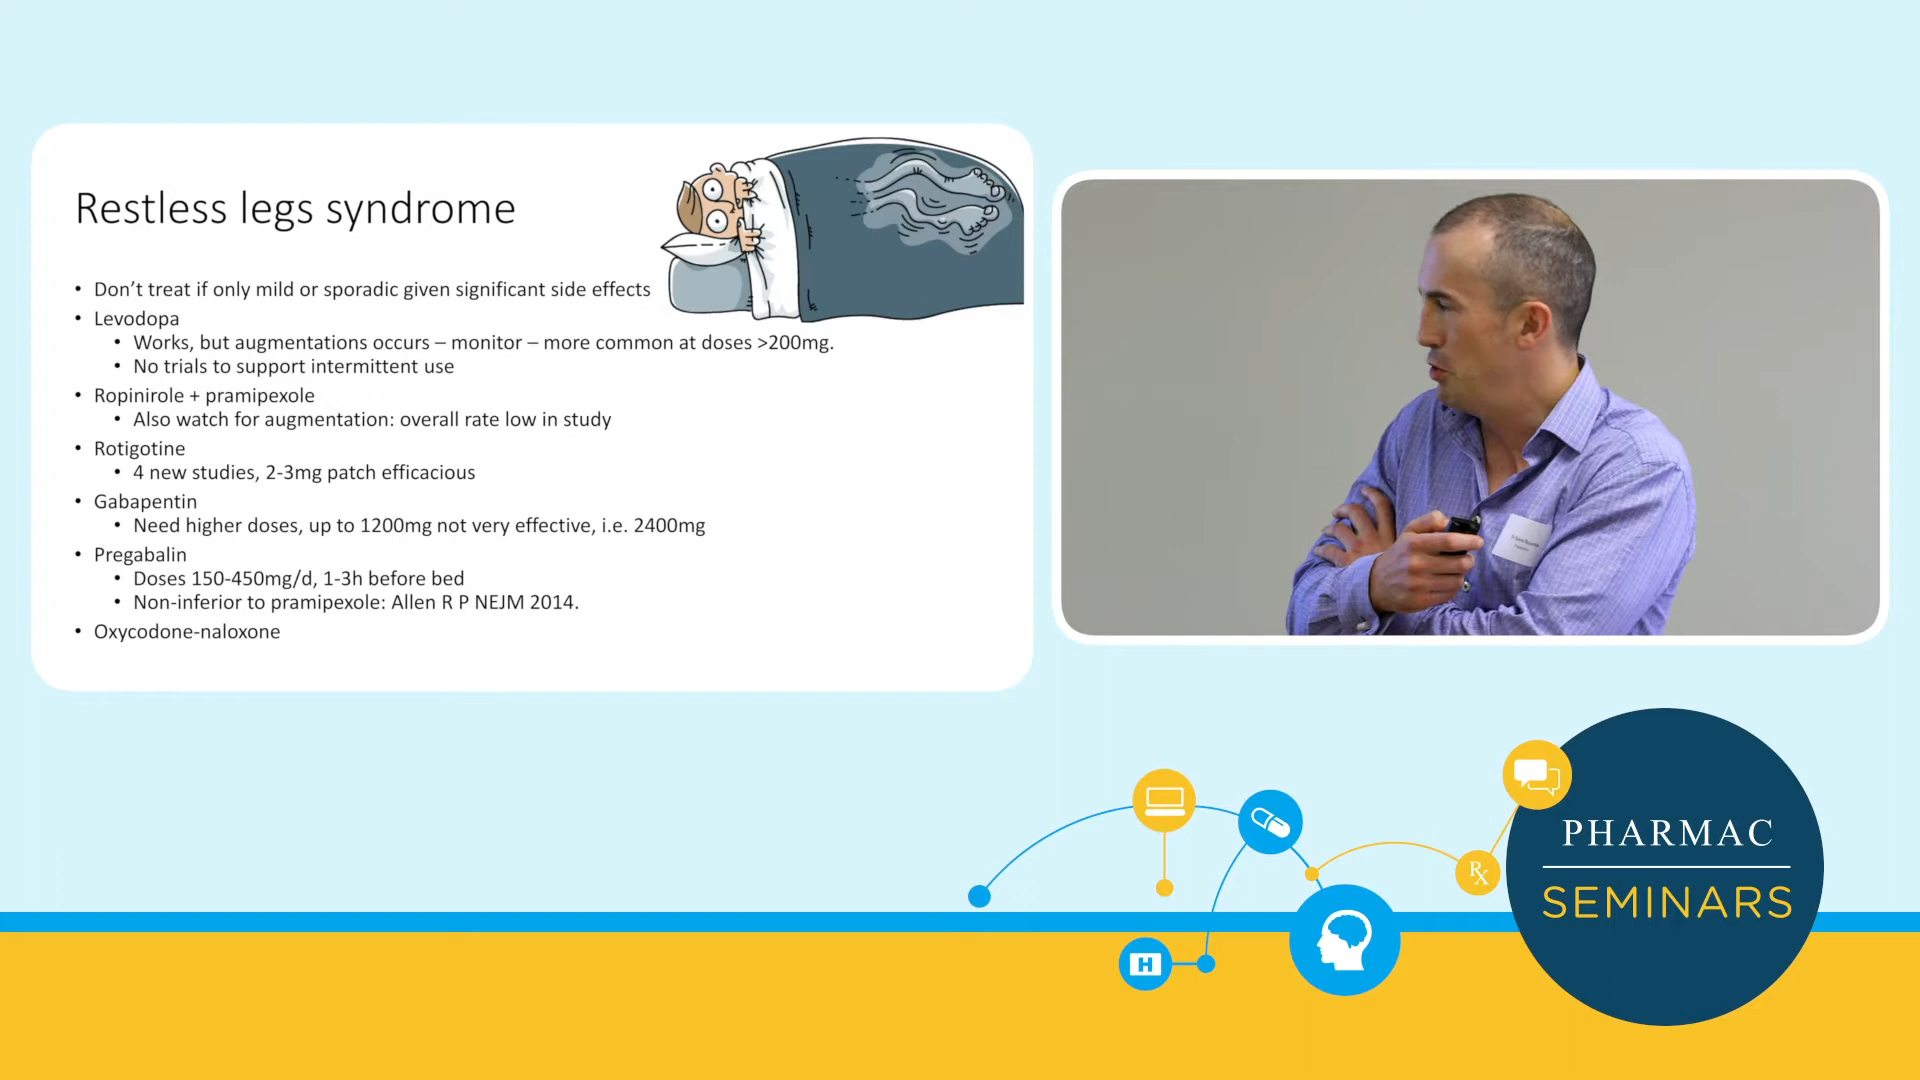 Restless legs syndrome
• Don’t treat if only mild or sporadic given significant side effects
• Levodopa
• Works, but augmentations occurs – monitor – more common at doses >200mg.
• No trials to support intermittent use
• Ropinirole + pramipexole
• Also watch for augmentation: overall rate low in study
• Rotigotine
• 4 new studies, 2-3mg patch efficacious
• Gabapentin
• Need higher doses, up to 1200mg not very effective, i.e. 2400mg
• Pregabalin
• Doses 150-450mg/d, 1-3h before bed
• Non-inferior to pramipexole: Allen R P NEJM 2014.
• Oxycodone-naloxone
PHARMAC
SEMINARS
Rx
H